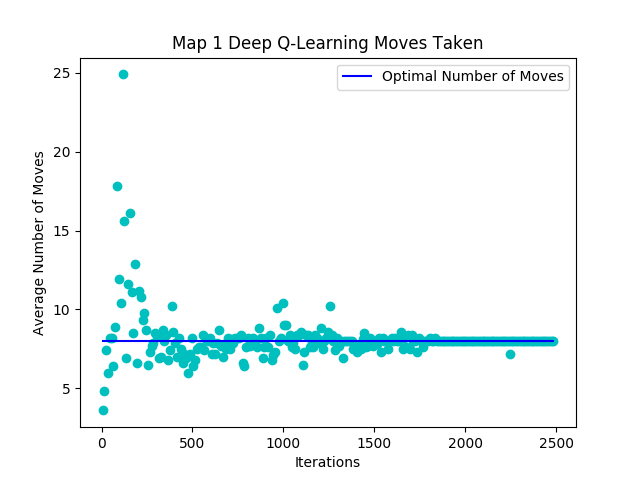 Map 1 Deep Q-Learning Moves Taken
Optimal Number of Moves
25
20
15
10
5
Average Number of Moves
0
500
1000
1500
2000
2500
Iterations